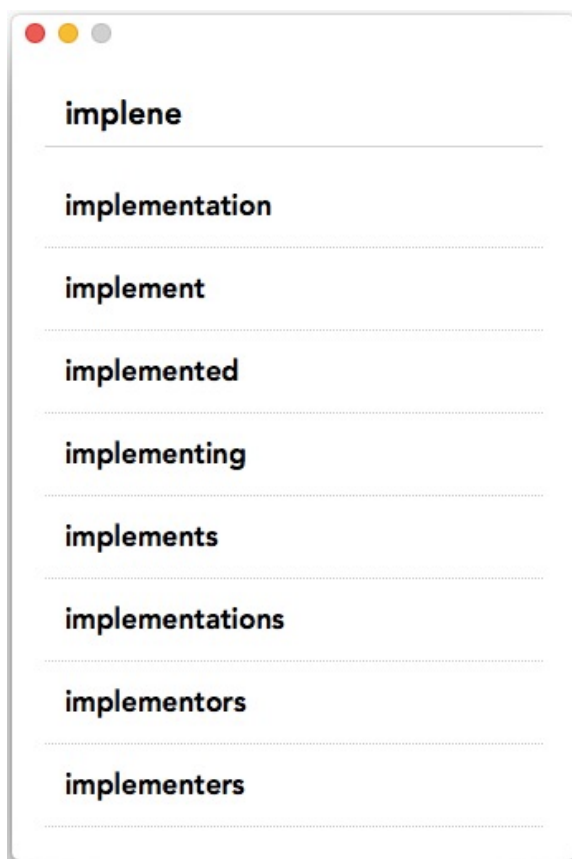 implene
implementation
implement
implemented
implementing
implements
implementations
implementors
implementers